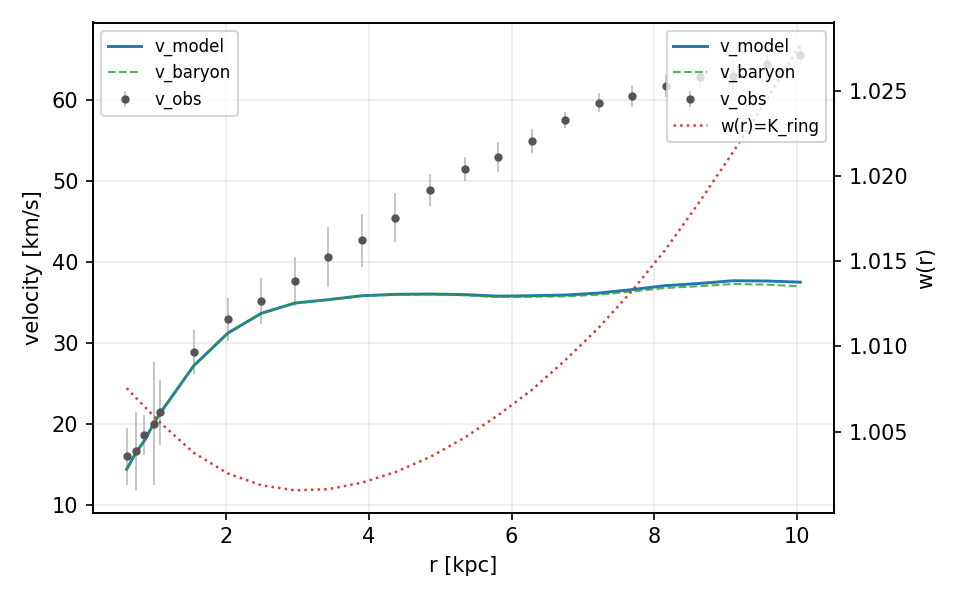 v_model
v_baryon
v_obs
v_model
v_baryon
v_obs
w(r)=K_ring
60
50
40
30
20
10
1.025
1.020
1.015
1.010
1.005
velocity [km/s]
w(r)
2
4
6
8
10
r [kpc]